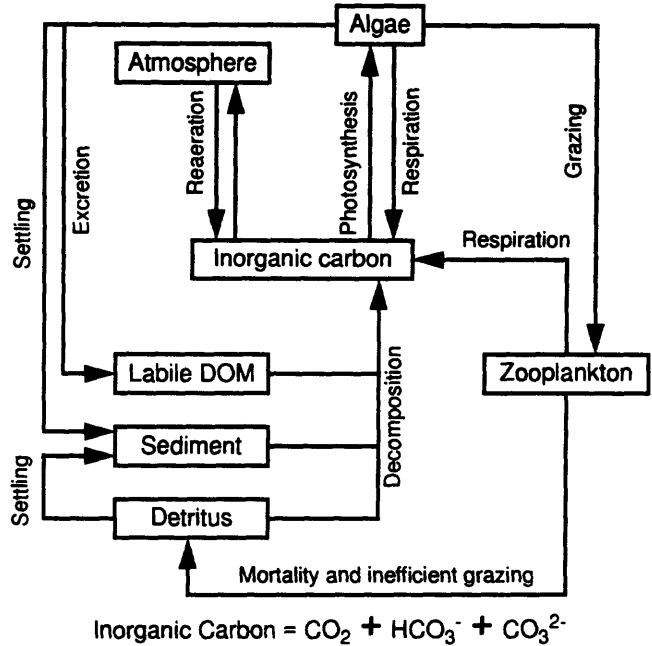 Algae
Atmosphere
Reaeration
Photosynthesis
Respiration
Grazing
Settling
Excretion
Inorganic carbon
Respiration
Labile DOM
Zooplankton
Sediment
Decomposition
Settling
Detritus
Mortality and inefficient grazing
Inorganic Carbon = CO₂ + HCO₃⁻ + CO₃²⁻